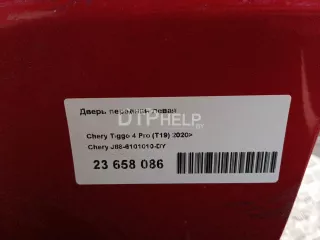 Дверь передняя левая
DTPHELP
Chery Tiggo 4 Pro (T19) 2020>
Chery J68-6101010-DY
23 658 086